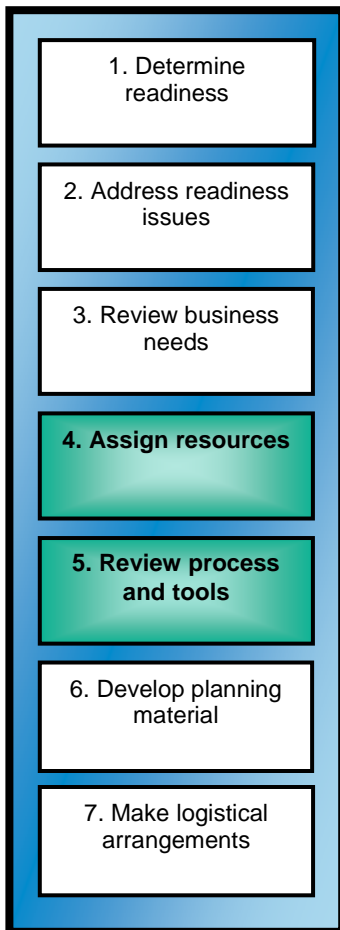 1. Determine
readiness
2. Address readiness
issues
3. Review business
needs
4. Assign resources
5. Review process
and tools
6. Develop planning
material
7. Make logistical
arrangements